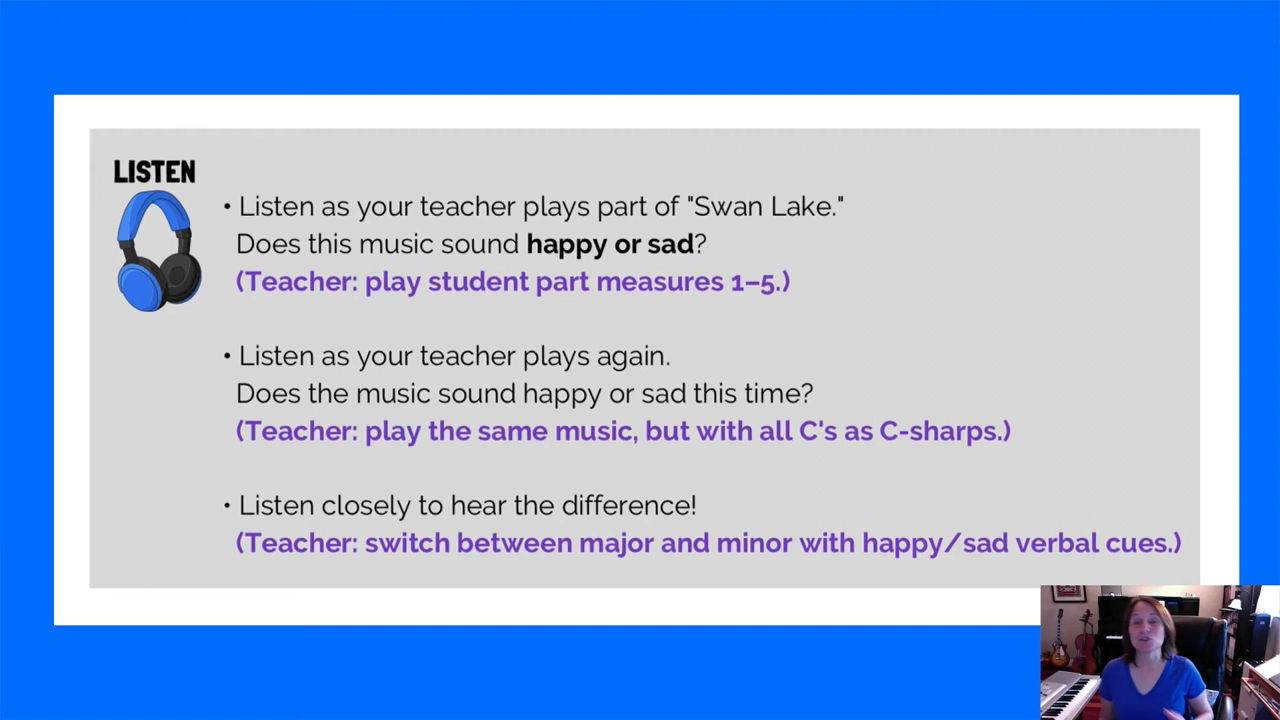 LISTEN
• Listen as your teacher plays part of "Swan Lake."
Does this music sound happy or sad?
(Teacher: play student part measures 1–5.)
• Listen as your teacher plays again.
Does the music sound happy or sad this time?
(Teacher: play the same music, but with all C's as C-sharps.)
• Listen closely to hear the difference!
(Teacher: switch between major and minor with happy/sad verbal cues.)